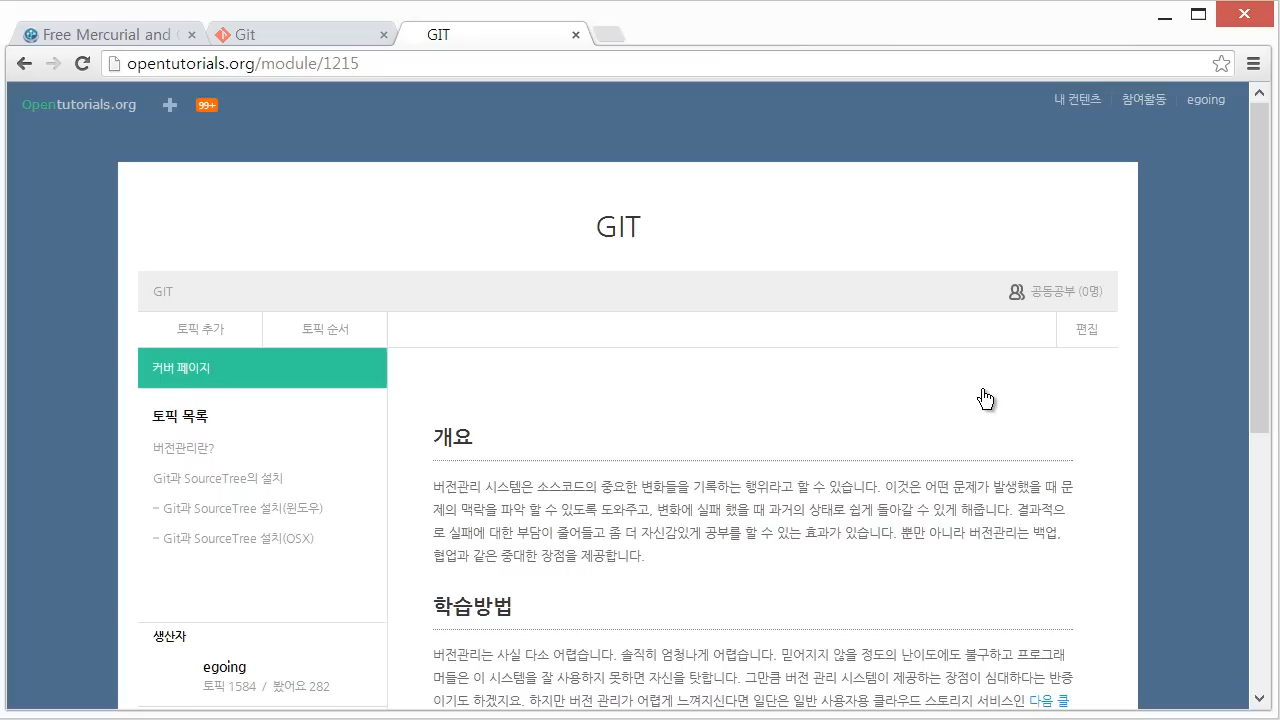 Free Mercurial and
Git
GIT
opentutorials.org/module/1215
Opentutorials.org
99+
내 컨텐츠
참여활동
egoing
GIT
GIT
공동공부 (0명)
토픽 추가
토픽 순서
편집
커버 페이지
토픽 목록
버전관리란?
Git과 SourceTree의 설치
- Git과 SourceTree 설치(윈도우)
- Git과 SourceTree 설치(OSX)
생산자
egoing
토픽 1584 / 봤어요 282
개요
버전관리 시스템은 소스코드의 중요한 변화들을 기록하는 행위라고 할 수 있습니다. 이것은 어떤 문제가 발생했을 때 문
제의 맥락을 파악 할 수 있도록 도와주고, 변화에 실패 했을 때 과거의 상태로 쉽게 돌아갈 수 있게 해줍니다. 결과적으
로 실패에 대한 부담이 줄어들고 좀 더 자신감있게 공부를 할 수 있는 효과가 있습니다. 뿐만 아니라 버전관리는 백업,
협업과 같은 중대한 장점을 제공합니다.
학습방법
버전관리는 사실 다소 어렵습니다. 솔직히 엄청나게 어렵습니다. 믿어지지 않을 정도의 난이도에도 불구하고 프로그래
머들은 이 시스템을 잘 사용하지 못하면 자신을 탓합니다. 그만큼 버전 관리 시스템이 제공하는 장점이 심대하다는 반증
이기도 하겠지요. 하지만 버전 관리가 어렵게 느껴지신다면 일단은 일반 사용자용 클라우드 스토리지 서비스인 다음 클